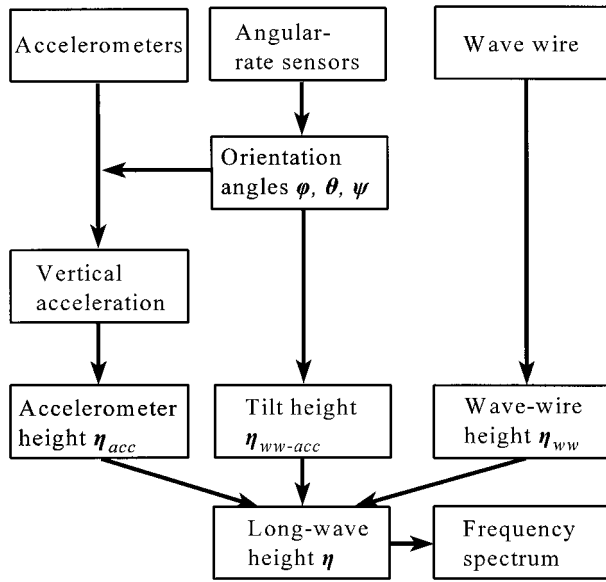 Accelerometers
Angular-
rate sensors
Wave wire
Orientation
angles φ, θ, ψ
Vertical
acceleration
Accelerometer
height η_acc
Tilt height
η_ww-acc
Wave-wire
height η_ww
Long-wave
height η
Frequency
spectrum